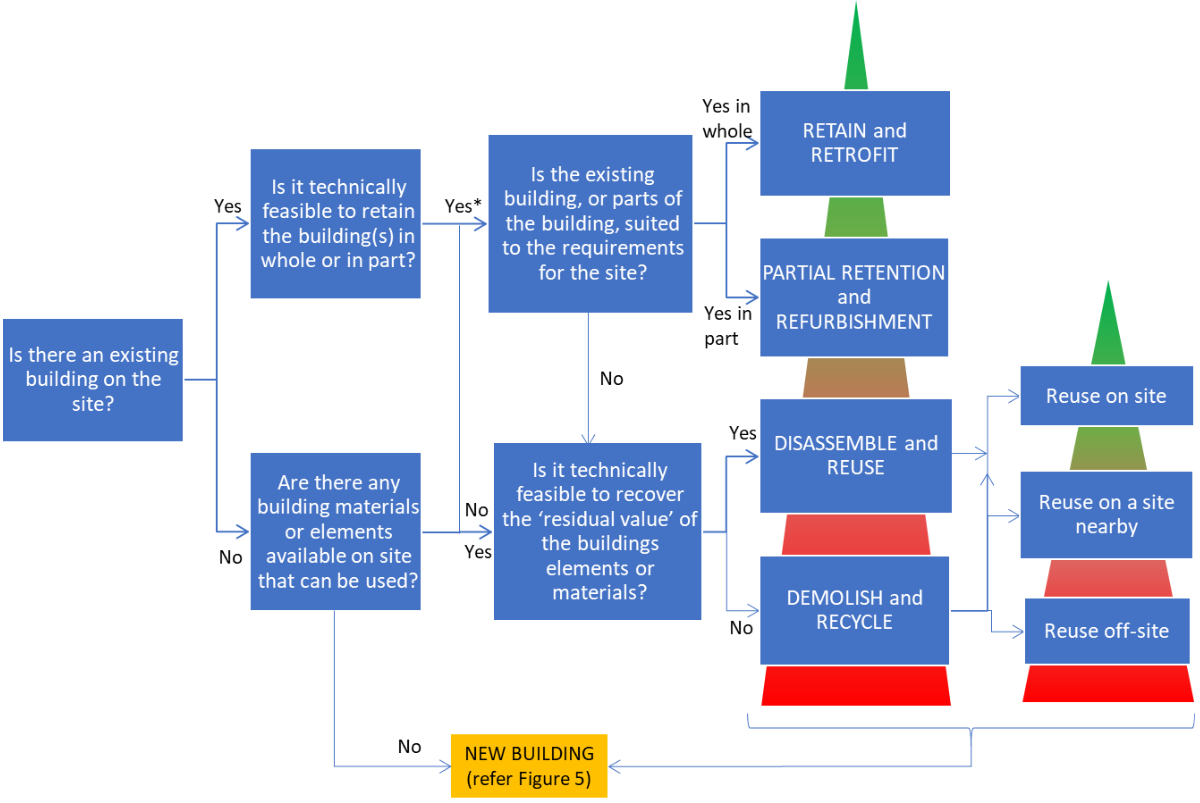 Is there an existing
building on the
site?
Yes
No
Is it technically
feasible to retain
the building(s) in
whole or in part?
Are there any
building materials
or elements
available on site
that can be used?
Yes*
No
Yes
Is the existing
building, or parts of
the building, suited
to the requirements
for the site?
No
Is it technically
feasible to recover
the ‘residual value’ of
the buildings
elements or
materials?
Yes in
whole
Yes in
part
Yes
No
RETAIN and
RETROFIT
PARTIAL RETENTION
and
REFURBISHMENT
DISASSEMBLE and
REUSE
DEMOLISH and
RECYCLE
Reuse on site
Reuse on a site
nearby
Reuse off-site
No
NEW BUILDING
(refer Figure 5)